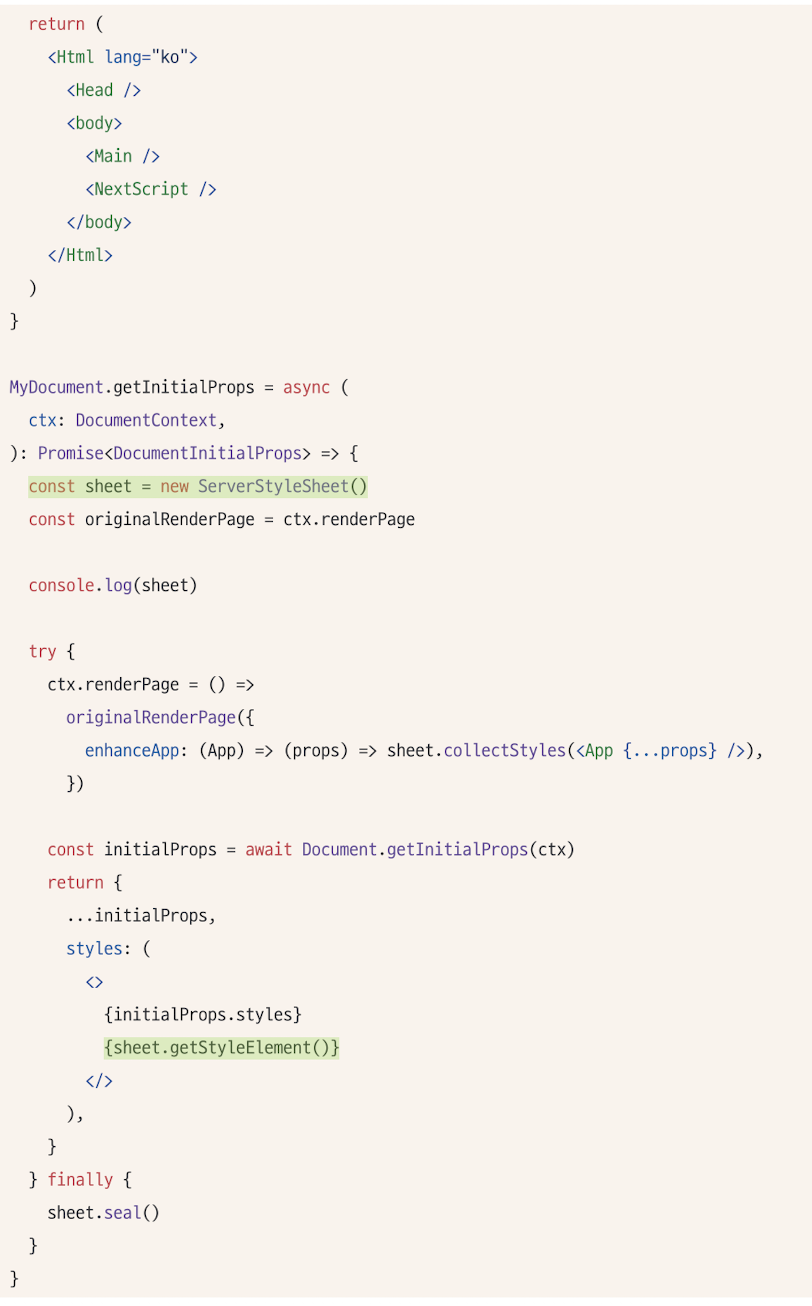 return (
<Html lang="ko">
<Head />
<body>
<Main />
<NextScript />
</body>
</Html>
)
}
MyDocument.getInitialProps = async (
ctx: DocumentContext,
): Promise<DocumentInitialProps> => {
const sheet = new ServerStyleSheet()
const originalRenderPage = ctx.renderPage
console.log(sheet)
try {
ctx.renderPage = () =>
originalRenderPage({
enhanceApp: (App) => (props) => sheet.collectStyles(<App {...props} />),
})
const initialProps = await Document.getInitialProps(ctx)
return {
...initialProps,
styles: (
<>
{initialProps.styles}
{sheet.getStyleElement()}
</>
),
}
} finally {
sheet.seal()
}
}